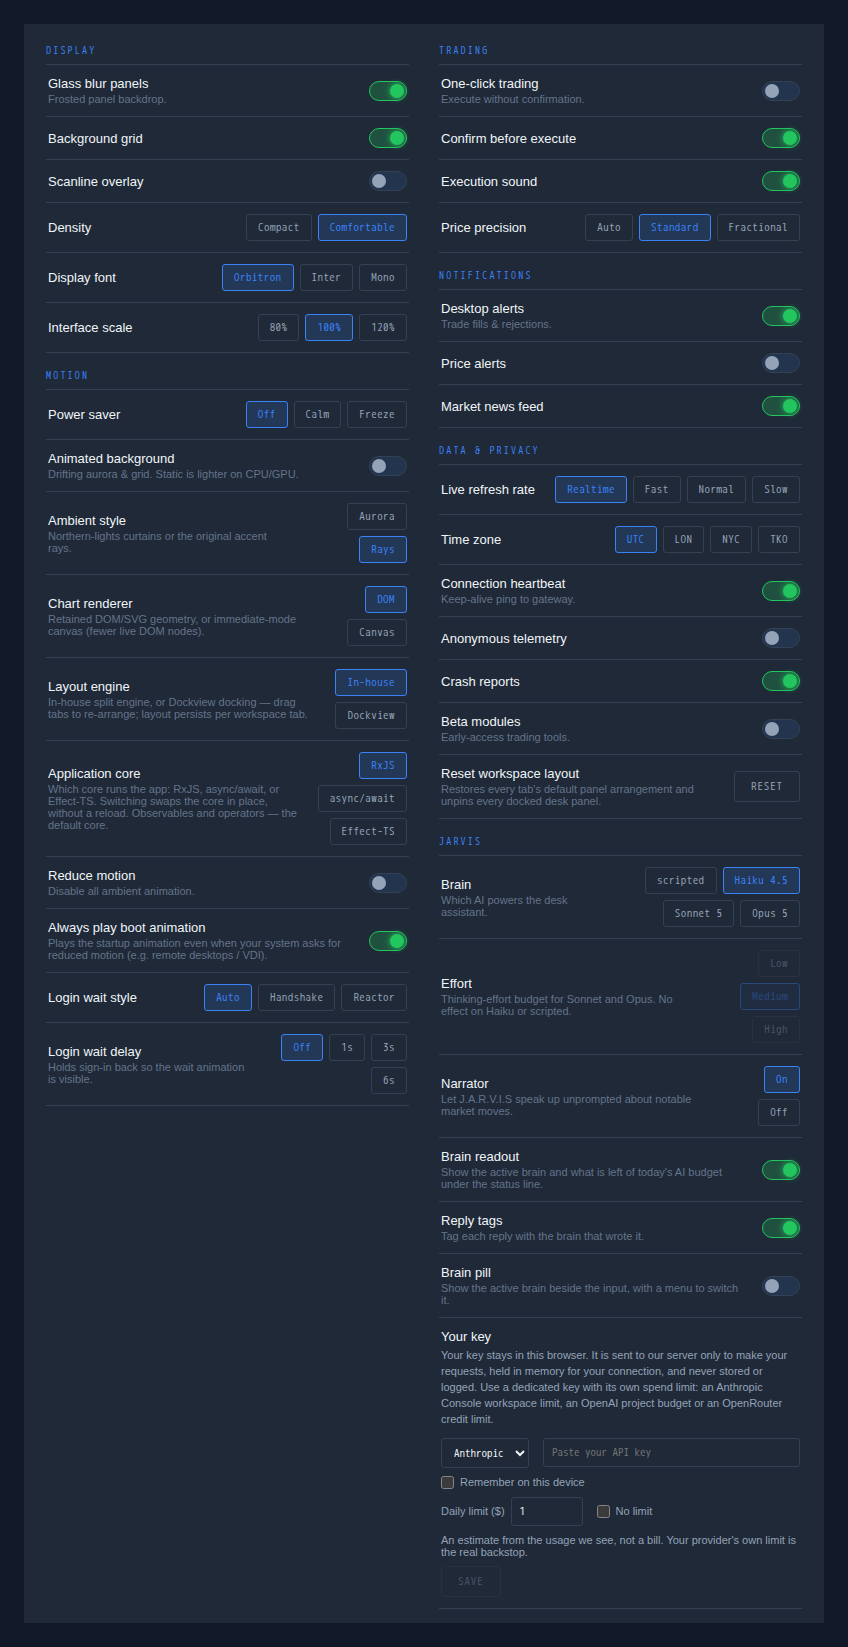 DISPLAY
Glass blur panels
Frosted panel backdrop.
Background grid
Scanline overlay
Density
Compact
Comfortable
Display font
Orbitron
Inter
Mono
Interface scale
80%
100%
120%
MOTION
Power saver
Off
Calm
Freeze
Animated background
Drifting aurora & grid. Static is lighter on CPU/GPU.
Ambient style
Northern-lights curtains or the original accent
rays.
Aurora
Rays
Chart renderer
Retained DOM/SVG geometry, or immediate-mode
canvas (fewer live DOM nodes).
DOM
Canvas
Layout engine
In-house split engine, or Dockview docking — drag
tabs to re-arrange; layout persists per workspace tab.
In-house
Dockview
Application core
Which core runs the app: RxJS, async/await, or
Effect-TS. Switching swaps the core in place,
without a reload. Observables and operators — the
default core.
RxJS
async/await
Effect-TS
Reduce motion
Disable all ambient animation.
Always play boot animation
Plays the startup animation even when your system asks for
reduced motion (e.g. remote desktops / VDI).
Login wait style
Auto
Handshake
Reactor
Login wait delay
Holds sign-in back so the wait animation
is visible.
Off
1s
3s
6s
TRADING
One-click trading
Execute without confirmation.
Confirm before execute
Execution sound
Price precision
Auto
Standard
Fractional
NOTIFICATIONS
Desktop alerts
Trade fills & rejections.
Price alerts
Market news feed
DATA & PRIVACY
Live refresh rate
Realtime
Fast
Normal
Slow
Time zone
UTC
LON
NYC
TKO
Connection heartbeat
Keep-alive ping to gateway.
Anonymous telemetry
Crash reports
Beta modules
Early-access trading tools.
Reset workspace layout
Restores every tab's default panel arrangement and
unpins every docked desk panel.
RESET
JARVIS
Brain
Which AI powers the desk
assistant.
scripted
Haiku 4.5
Sonnet 5
Opus 5
Effort
Thinking-effort budget for Sonnet and Opus. No
effect on Haiku or scripted.
Low
Medium
High
Narrator
Let J.A.R.V.I.S speak up unprompted about notable
market moves.
On
Off
Brain readout
Show the active brain and what is left of today's AI budget
under the status line.
Reply tags
Tag each reply with the brain that wrote it.
Brain pill
Show the active brain beside the input, with a menu to switch
it.
Your key
Your key stays in this browser. It is sent to our server only to make your
requests, held in memory for your connection, and never stored or
logged. Use a dedicated key with its own spend limit: an Anthropic
Console workspace limit, an OpenAI project budget or an OpenRouter
credit limit.
Anthropic
Paste your API key
Remember on this device
Daily limit ($)
1
No limit
An estimate from the usage we see, not a bill. Your provider's own limit is
the real backstop.
SAVE